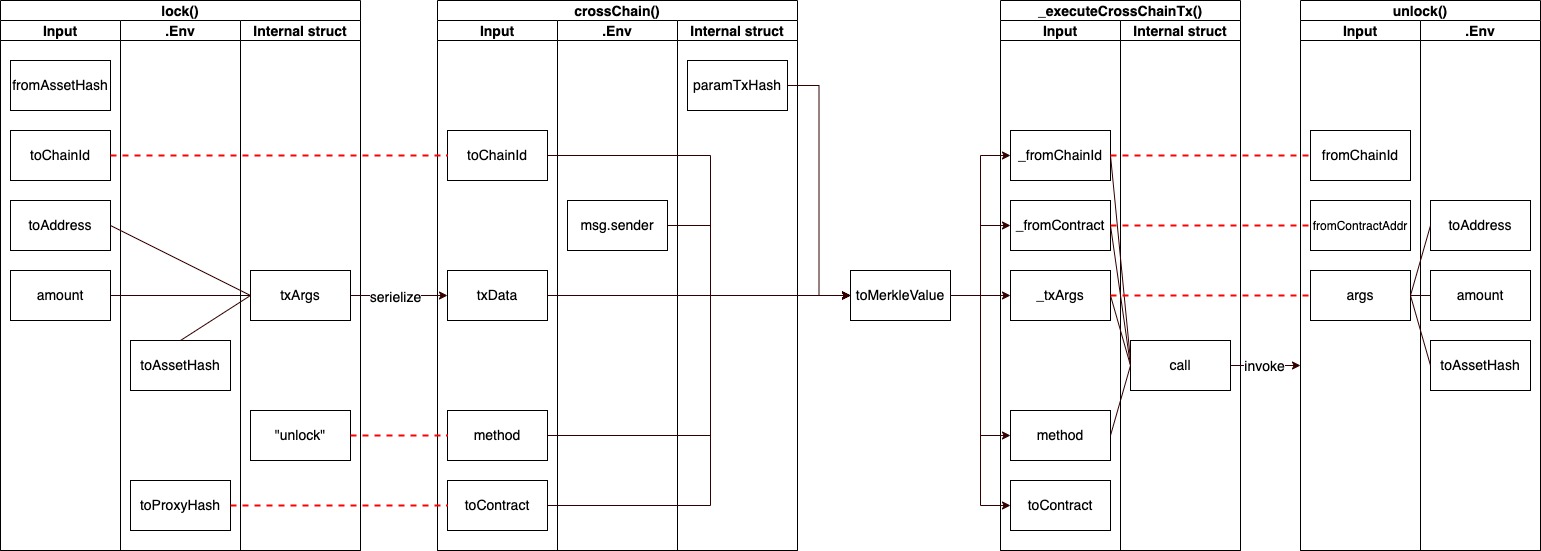 lock()
Input
.Env
Internal struct
fromAssetHash
toChainId
toAddress
amount
txArgs
toAssetHash
"unlock"
toProxyHash
serielize
crossChain()
Input
.Env
Internal struct
paramTxHash
toChainId
msg.sender
txData
method
toContract
toMerkleValue
_executeCrossChainTx()
Input
Internal struct
_fromChainId
_fromContract
_txArgs
call
method
toContract
invoke
unlock()
Input
.Env
fromChainId
fromContractAddr
toAddress
args
amount
toAssetHash